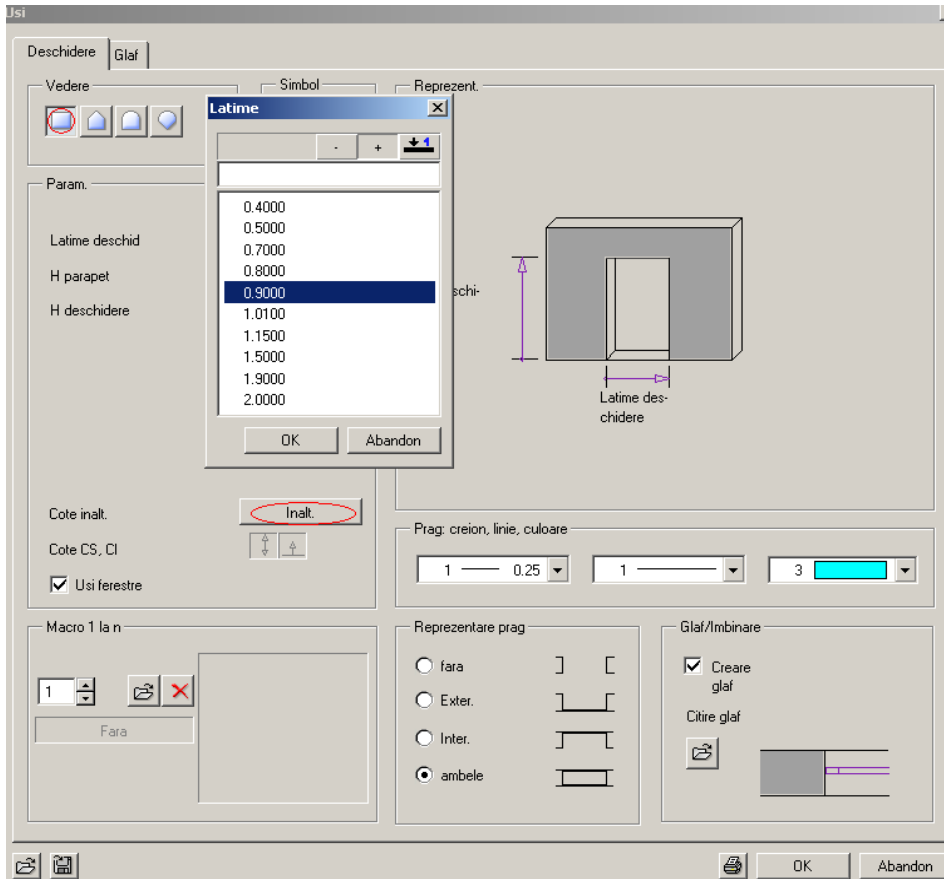 Usi
Deschidere
Glaf
Vedere
Simbol
Reprezent.
Latime
- + 1
Param.
0.4000
0.5000
0.7000
0.8000
0.9000
1.0100
1.1500
1.5000
1.9000
2.0000
OK
Abandon
Latime deschid
H parapet
H deschidere
schi-
Latime des-
chidere
Cote inalt.
Inalt.
Cote CS, CI
Usi ferestre
Prag: creion, linie, culoare
1 0.25
1
3
Macro 1 la n
1
Fara
Reprezentare prag
fara
Exter.
Inter.
ambele
Glaf/Imbinare
Creare
glaf
Citire glaf
OK
Abandon